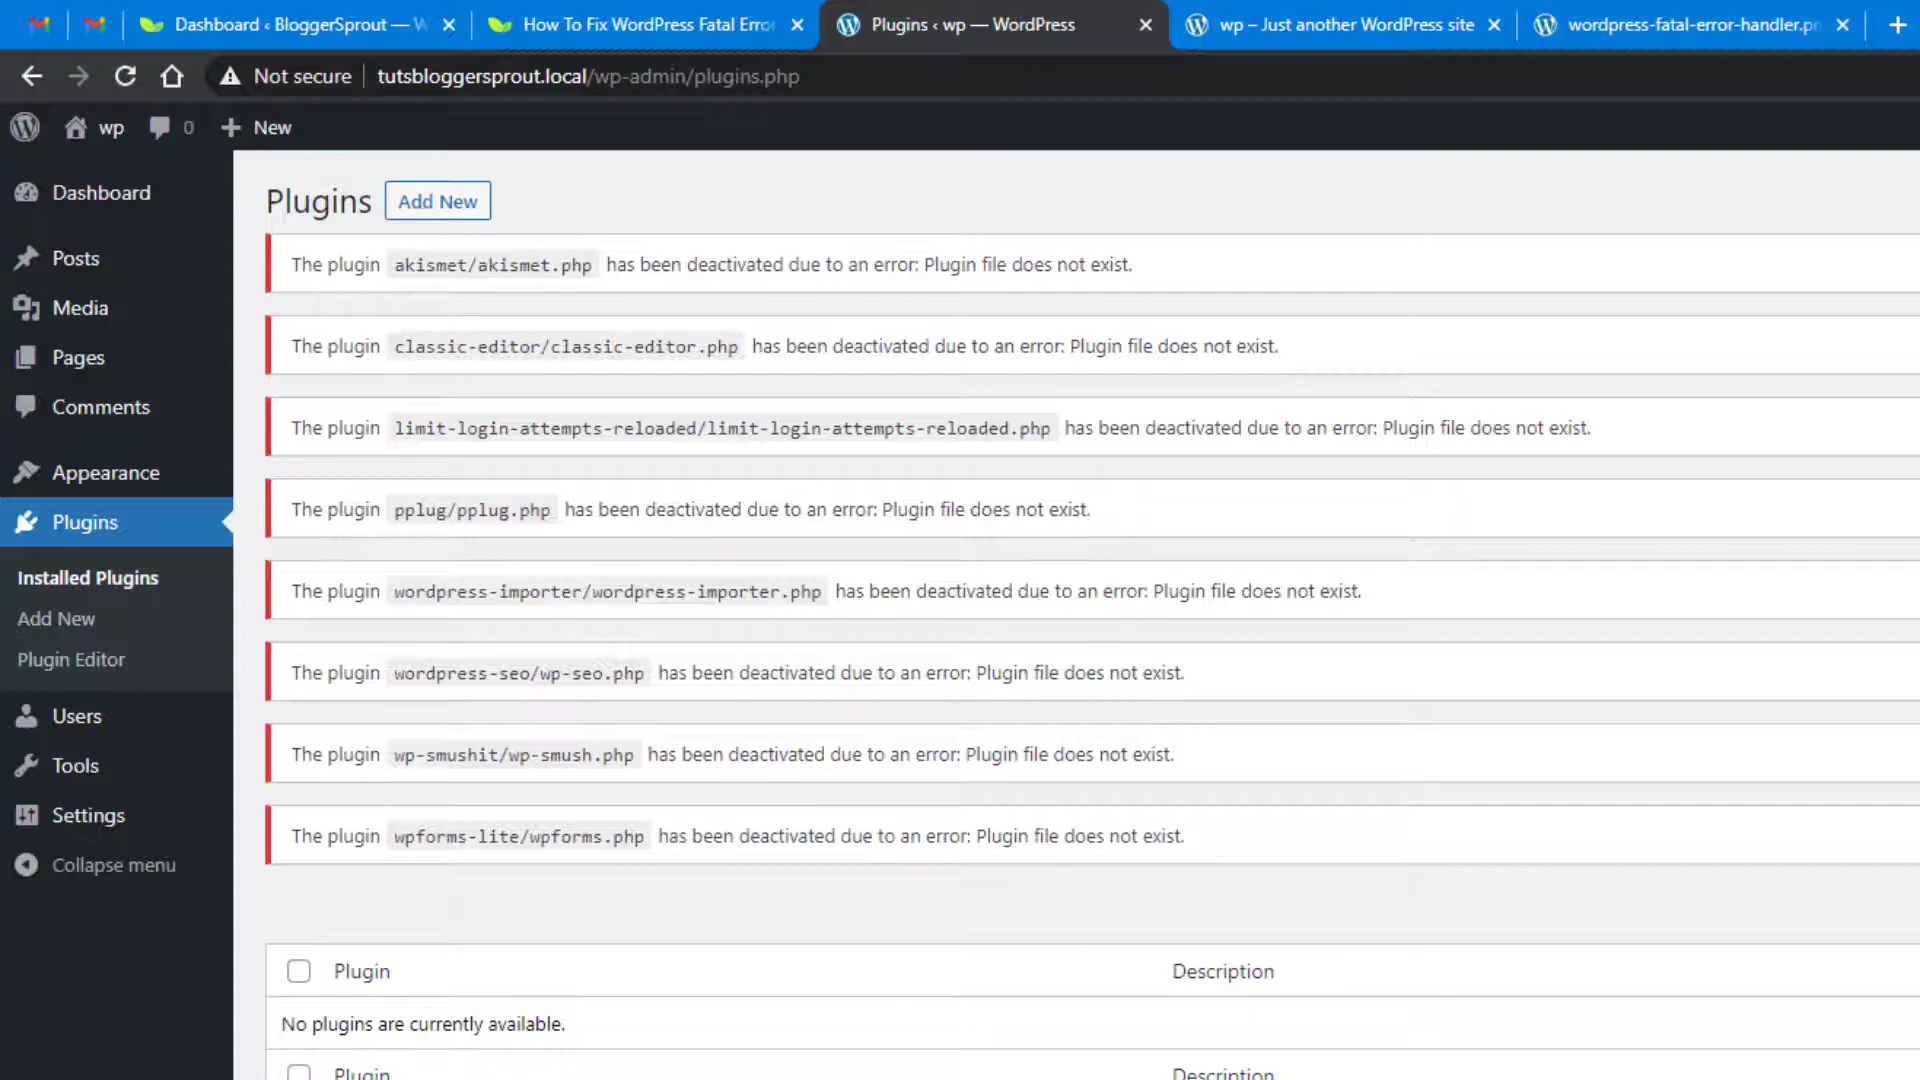 Dashboard ‹ BloggerSprout — W
How To Fix WordPress Fatal Erro
Plugins ‹ wp — WordPress
wp – Just another WordPress site
wordpress-fatal-error-handler.pn
Not secure
tutsbloggersprout.local/wp-admin/plugins.php
wp
0
New
Dashboard
Posts
Media
Pages
Comments
Appearance
Plugins
Installed Plugins
Add New
Plugin Editor
Users
Tools
Settings
Collapse menu
Plugins Add New
The plugin akismet/akismet.php has been deactivated due to an error: Plugin file does not exist.
The plugin classic-editor/classic-editor.php has been deactivated due to an error: Plugin file does not exist.
The plugin limit-login-attempts-reloaded/limit-login-attempts-reloaded.php has been deactivated due to an error: Plugin file does not exist.
The plugin pplug/pplug.php has been deactivated due to an error: Plugin file does not exist.
The plugin wordpress-importer/wordpress-importer.php has been deactivated due to an error: Plugin file does not exist.
The plugin wordpress-seo/wp-seo.php has been deactivated due to an error: Plugin file does not exist.
The plugin wp-smushit/wp-smush.php has been deactivated due to an error: Plugin file does not exist.
The plugin wpforms-lite/wpforms.php has been deactivated due to an error: Plugin file does not exist.
Plugin Description
No plugins are currently available.
Plugin Description